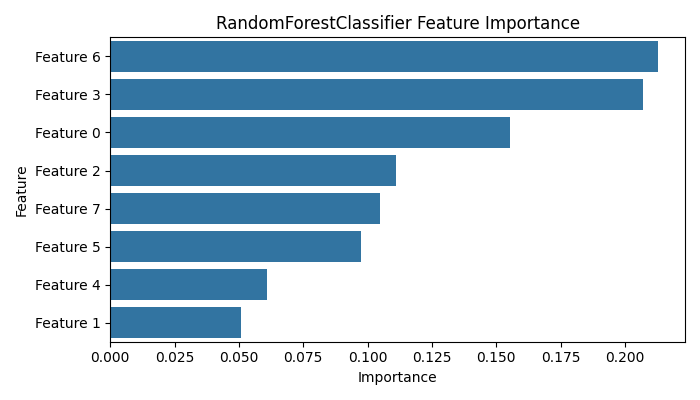 RandomForestClassifier Feature Importance
Feature 6
Feature 3
Feature 0
Feature 2
Feature 7
Feature 5
Feature 4
Feature 1
Feature
0.000 0.025 0.050 0.075 0.100 0.125 0.150 0.175 0.200
Importance